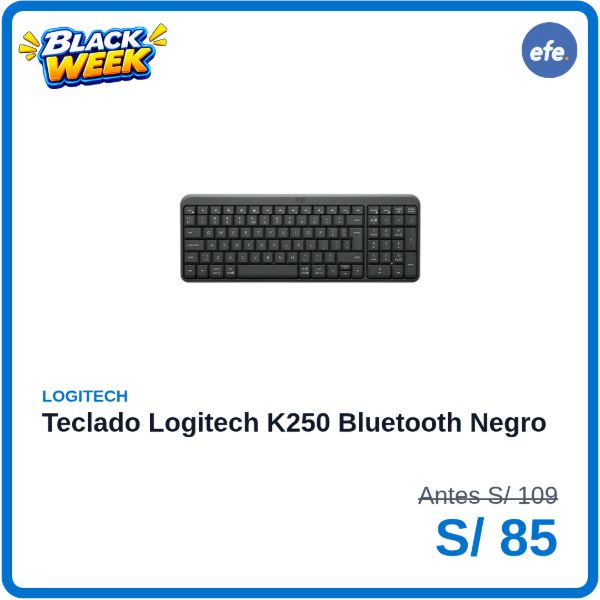 BLACK
WEEK
efe.
LOGITECH
Teclado Logitech K250 Bluetooth Negro
Antes S/ 109
S/ 85